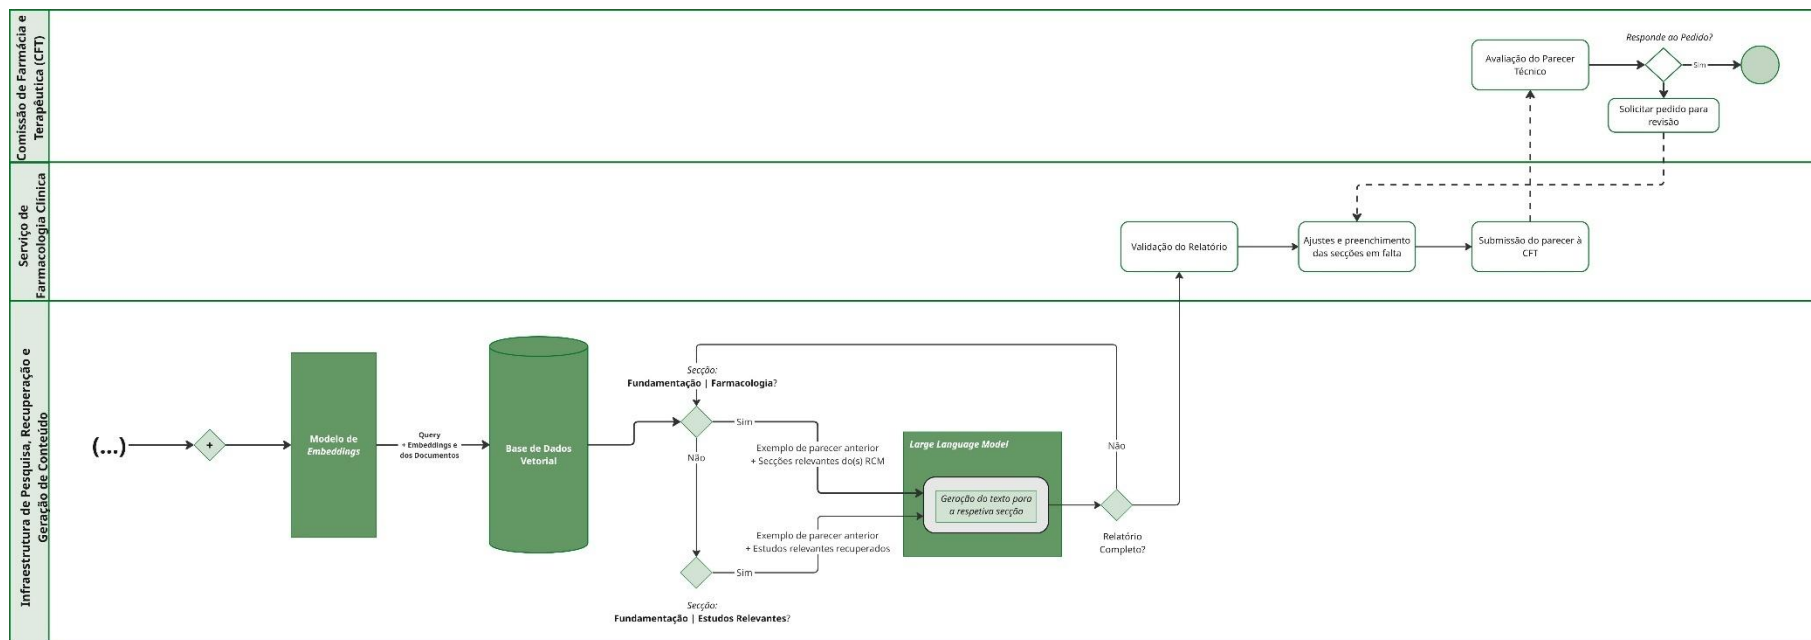 Comissão de Farmácia e
Terapêutica (CFT)
Responde ao Pedido?
Avaliação do Parecer
Técnico
Sim
Solicitar pedido para
revisão
Serviço de
Farmacologia Clínica
Validação do Relatório
Ajustes e preenchimento
das secções em falta
Submissão do parecer à
CFT
Infraestrutura de Pesquisa, Recuperação e
Geração de Conteúdo
(...)
+
Modelo de
Embeddings
Query
+ Embeddings e
dos Documentos
Base de Dados
Vetorial
Secção:
Fundamentação | Farmacologia?
Sim
Não
Exemplo de parecer anterior
+ Secções relevantes do(s) RCM
Exemplo de parecer anterior
+ Estudos relevantes recuperados
Sim
Secção:
Fundamentação | Estudos Relevantes?
Large Language Model
Geração do texto para
a respetiva secção
Não
Relatório
Completo?